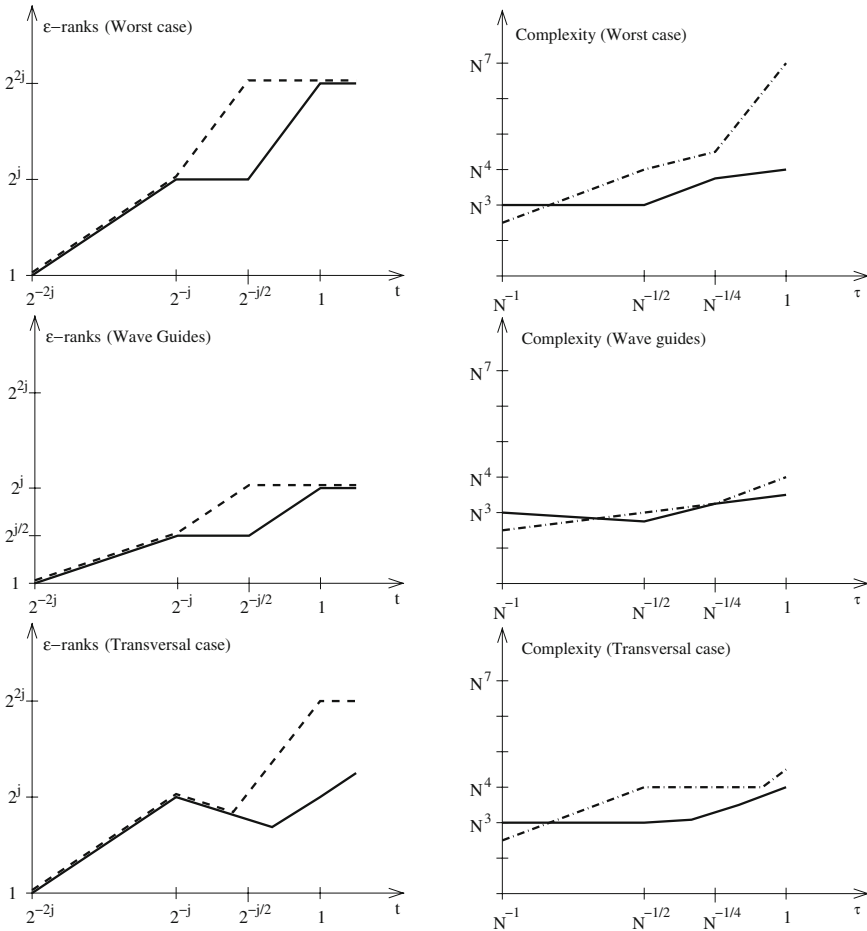 ε−ranks (Worst case)
2^2j
2^j
1
2^−2j
2^−j
2^−j/2
1
t
Complexity (Worst case)
N^7
N^4
N^3
N^−1
N^−1/2
N^−1/4
1
τ
ε−ranks (Wave Guides)
2^2j
2^j
2^j/2
1
2^−2j
2^−j
2^−j/2
1
t
Complexity (Wave guides)
N^7
N^4
N^3
N^−1
N^−1/2
N^−1/4
1
τ
ε−ranks (Transversal case)
2^2j
2^j
1
2^−2j
2^−j
2^−j/2
1
t
Complexity (Transversal case)
N^7
N^4
N^3
N^−1
N^−1/2
N^−1/4
1
τ